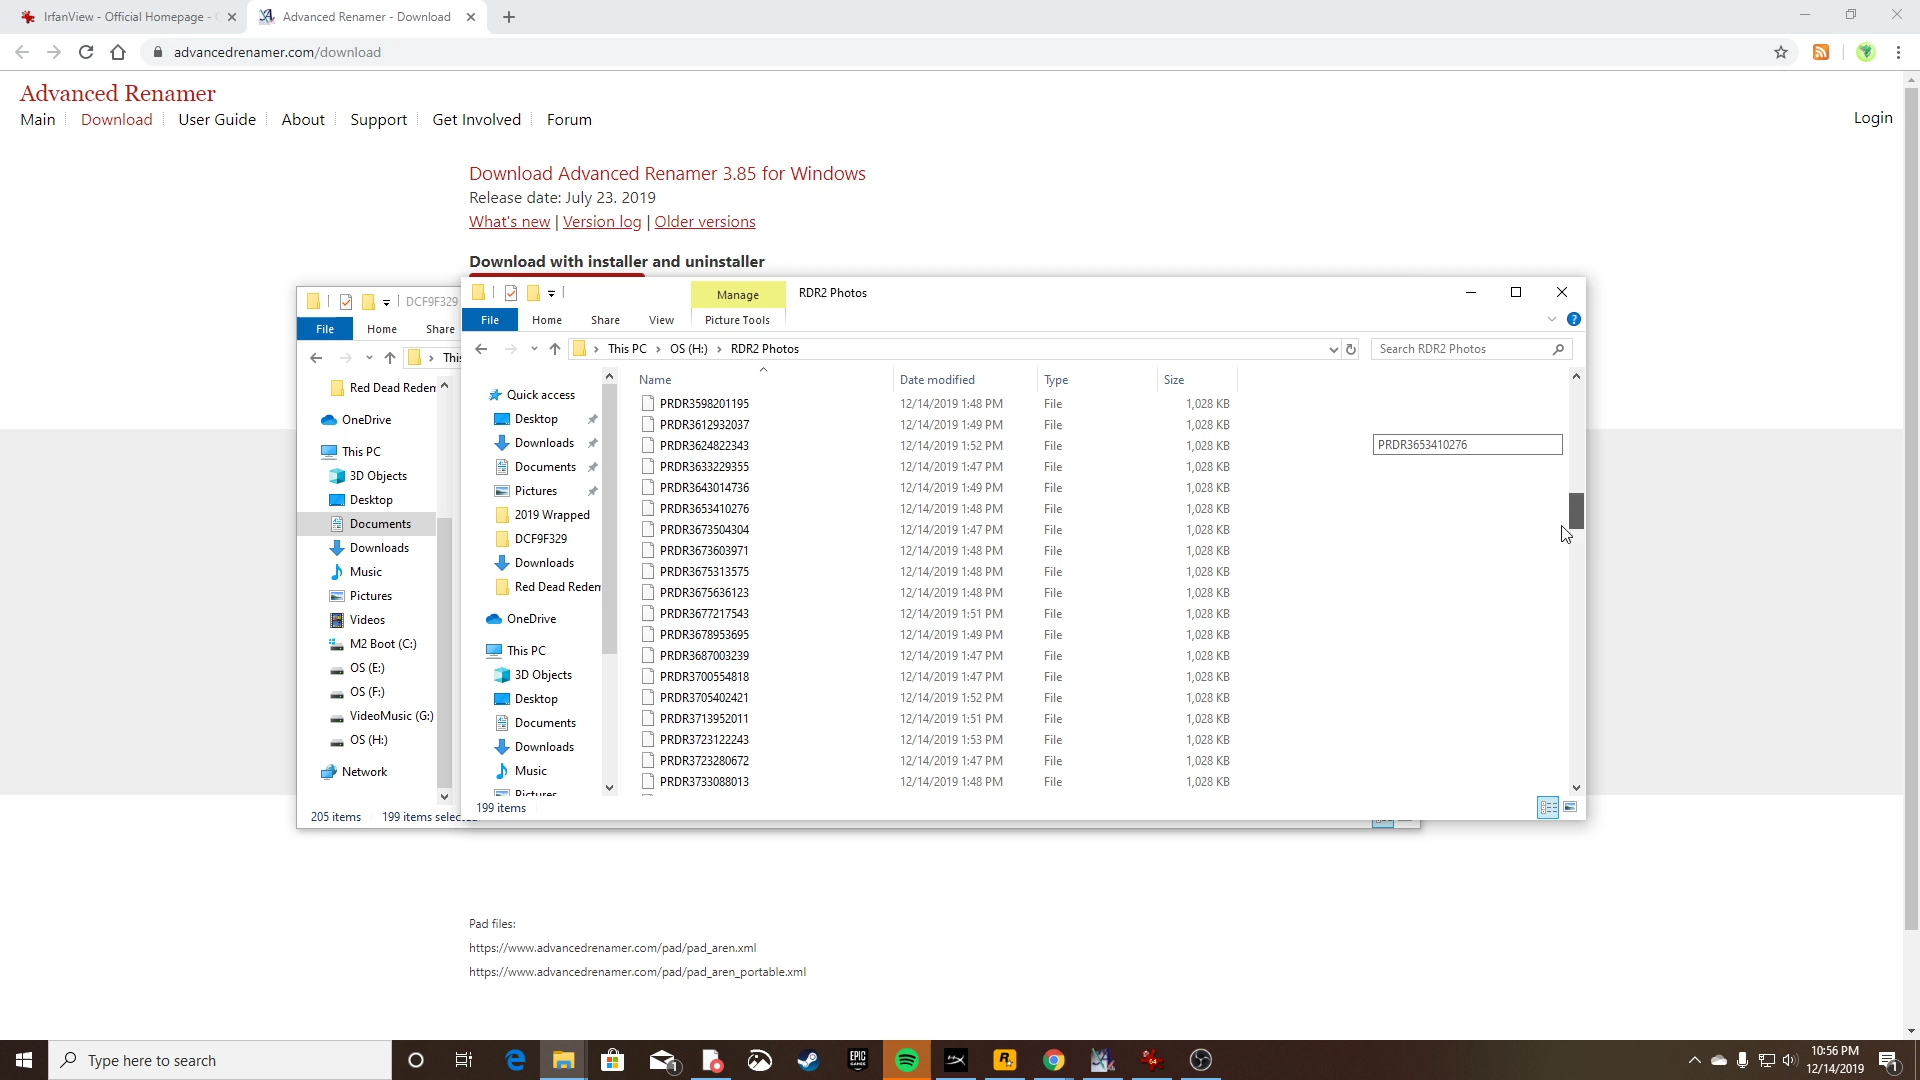 IrfanView - Official Homepage -
Advanced Renamer - Download
advancedrenamer.com/download
Advanced Renamer
Main Download User Guide About Support Get Involved Forum
Login
Download Advanced Renamer 3.85 for Windows
Release date: July 23. 2019
What's new | Version log | Older versions
Download with installer and uninstaller
DCF9F329
File Home Share
Red Dead Reden
OneDrive
This PC
3D Objects
Desktop
Documents
Downloads
Music
Pictures
Videos
M2 Boot (C:)
OS (E:)
OS (F:)
VideoMusic (G:)
OS (H:)
Network
205 items 199 items
Manage RDR2 Photos
File Home Share View Picture Tools
This PC > OS (H:) > RDR2 Photos
Search RDR2 Photos
Quick access
Desktop
Downloads
Documents
Pictures
2019 Wrapped
DCF9F329
Downloads
Red Dead Reden
OneDrive
This PC
3D Objects
Desktop
Documents
Downloads
Music
Pictures
Name Date modified Type Size
PRDR3598201195 12/14/2019 1:48 PM File 1,028 KB
PRDR3612932037 12/14/2019 1:49 PM File 1,028 KB
PRDR3624822343 12/14/2019 1:52 PM File 1,028 KB
PRDR3633229355 12/14/2019 1:47 PM File 1,028 KB
PRDR3643014736 12/14/2019 1:49 PM File 1,028 KB
PRDR3653410276 12/14/2019 1:48 PM File 1,028 KB
PRDR3673504304 12/14/2019 1:47 PM File 1,028 KB
PRDR3673603971 12/14/2019 1:48 PM File 1,028 KB
PRDR3675313575 12/14/2019 1:48 PM File 1,028 KB
PRDR3675636123 12/14/2019 1:48 PM File 1,028 KB
PRDR3677217543 12/14/2019 1:51 PM File 1,028 KB
PRDR3678953695 12/14/2019 1:49 PM File 1,028 KB
PRDR3687003239 12/14/2019 1:47 PM File 1,028 KB
PRDR3700554818 12/14/2019 1:47 PM File 1,028 KB
PRDR3705402421 12/14/2019 1:52 PM File 1,028 KB
PRDR3713952011 12/14/2019 1:51 PM File 1,028 KB
PRDR3723122243 12/14/2019 1:53 PM File 1,028 KB
PRDR3723280672 12/14/2019 1:47 PM File 1,028 KB
PRDR3733088013 12/14/2019 1:48 PM File 1,028 KB
PRDR3653410276
199 items
Pad files:
https://www.advancedrenamer.com/pad/pad_aren.xml
https://www.advancedrenamer.com/pad/pad_aren_portable.xml
Type here to search
EPIC
GAMES
10:56 PM
12/14/2019